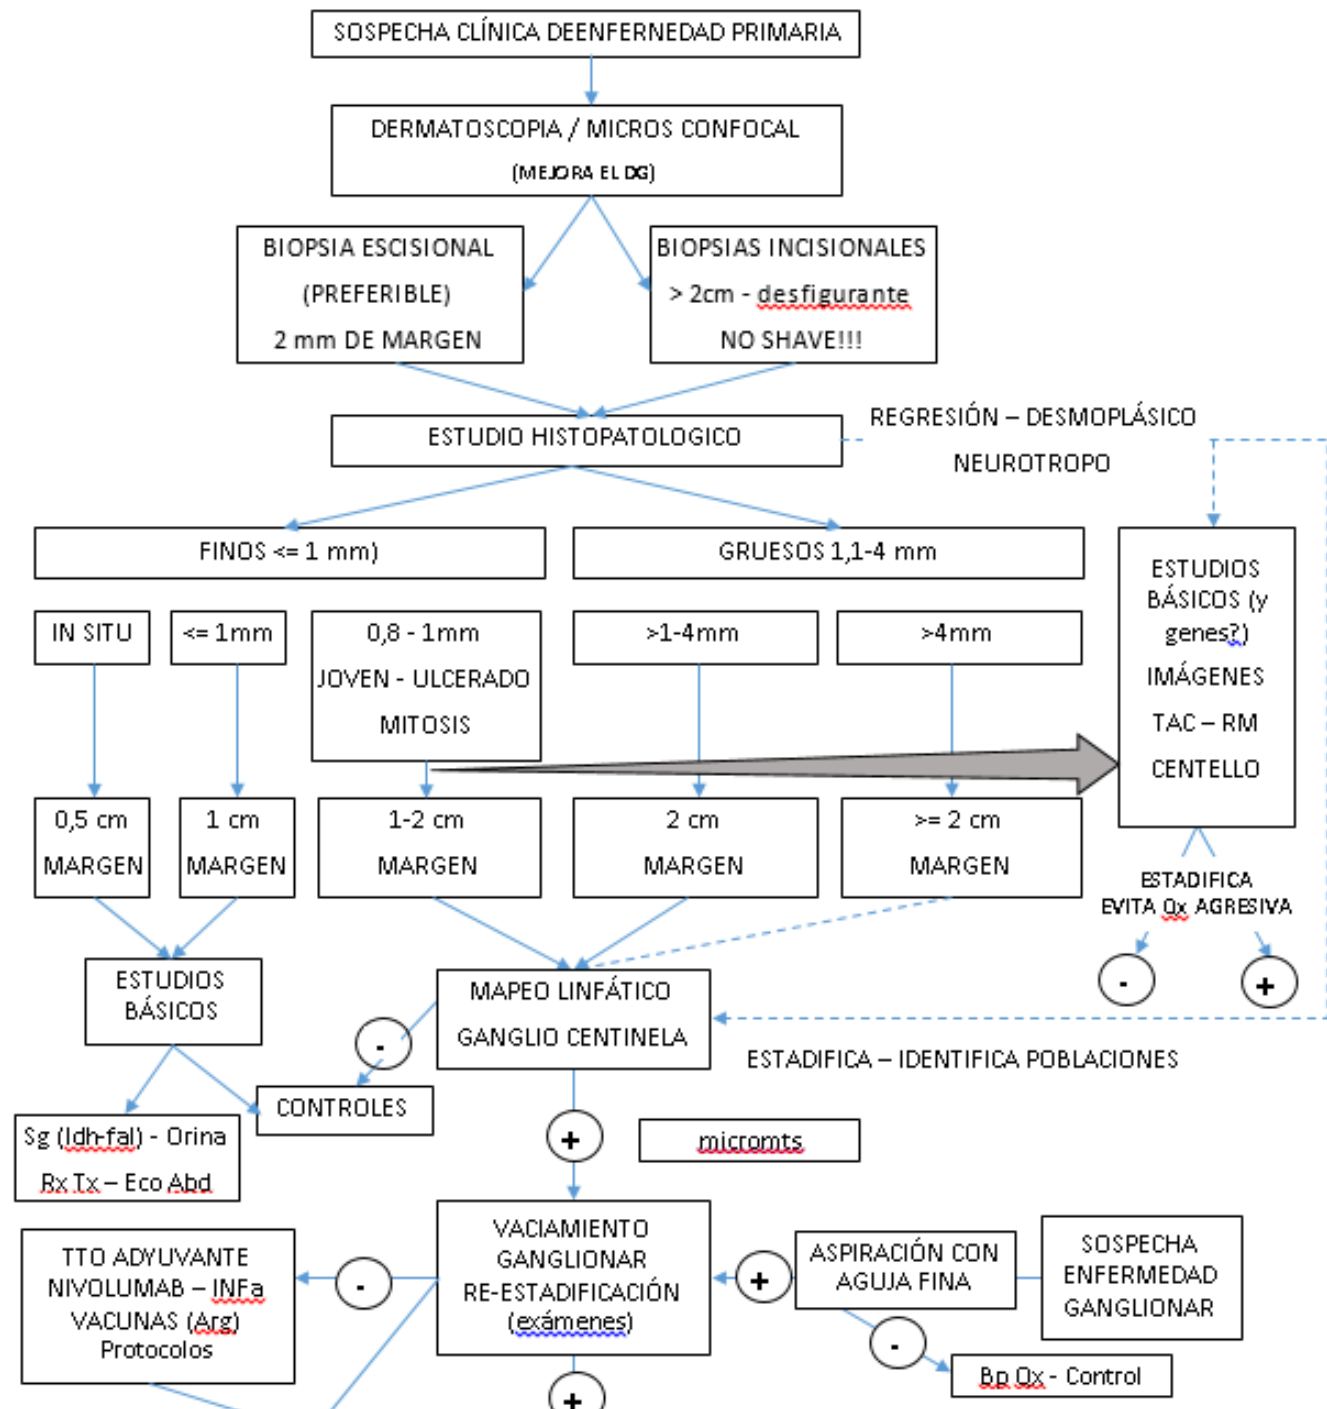 SOSPECHA CLÍNICA DEENFERNEDAD PRIMARIA
DERMATOSCOPIA / MICROS CONFOCAL
(MEJORA EL DG)
BIOPSIA ESCISIONAL
(PREFERIBLE)
2 mm DE MARGEN
BIOPSIAS INCISIONALES
> 2cm - desfigurante
NO SHAVE!!!
ESTUDIO HISTOPATOLOGICO
REGRESIÓN – DESMOPLÁSICO
NEUROTROPO
FINOS <= 1 mm)
GRUESOS 1,1-4 mm
IN SITU
<= 1mm
0,8 - 1mm
JOVEN - ULCERADO
MITOSIS
>1-4mm
>4mm
ESTUDIOS
BÁSICOS (y
genes?)
IMÁGENES
TAC – RM
CENTELLO
0,5 cm
MARGEN
1 cm
MARGEN
1-2 cm
MARGEN
2 cm
MARGEN
>= 2 cm
MARGEN
ESTADIFICA
EVITA Qx AGRESIVA
-
+
ESTUDIOS
BÁSICOS
MAPEO LINFÁTICO
GANGLIO CENTINELA
-
ESTADIFICA – IDENTIFICA POBLACIONES
CONTROLES
Sg (ldh-fal) - Orina
Rx Tx – Eco Abd
+
micromts
VACIAMIENTO
GANGLIONAR
RE-ESTADIFICACIÓN
(exámenes)
TTO ADYUVANTE
NIVOLUMAB – INFa
VACUNAS (Arg)
Protocolos
-
+
ASPIRACIÓN CON
AGUJA FINA
SOSPECHA
ENFERMEDAD
GANGLIONAR
-
Bp Qx - Control
+